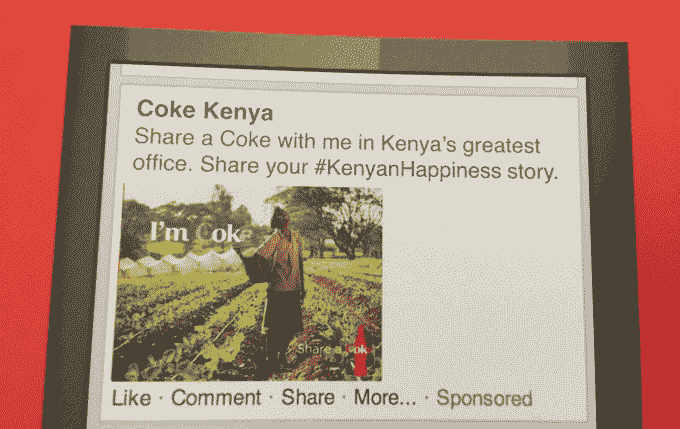 Coke Kenya
Share a Coke with me in Kenya's greatest
office. Share your #KenyanHappiness story.
I'm Coke
Share a Cok
Like · Comment · Share · More... · Sponsored